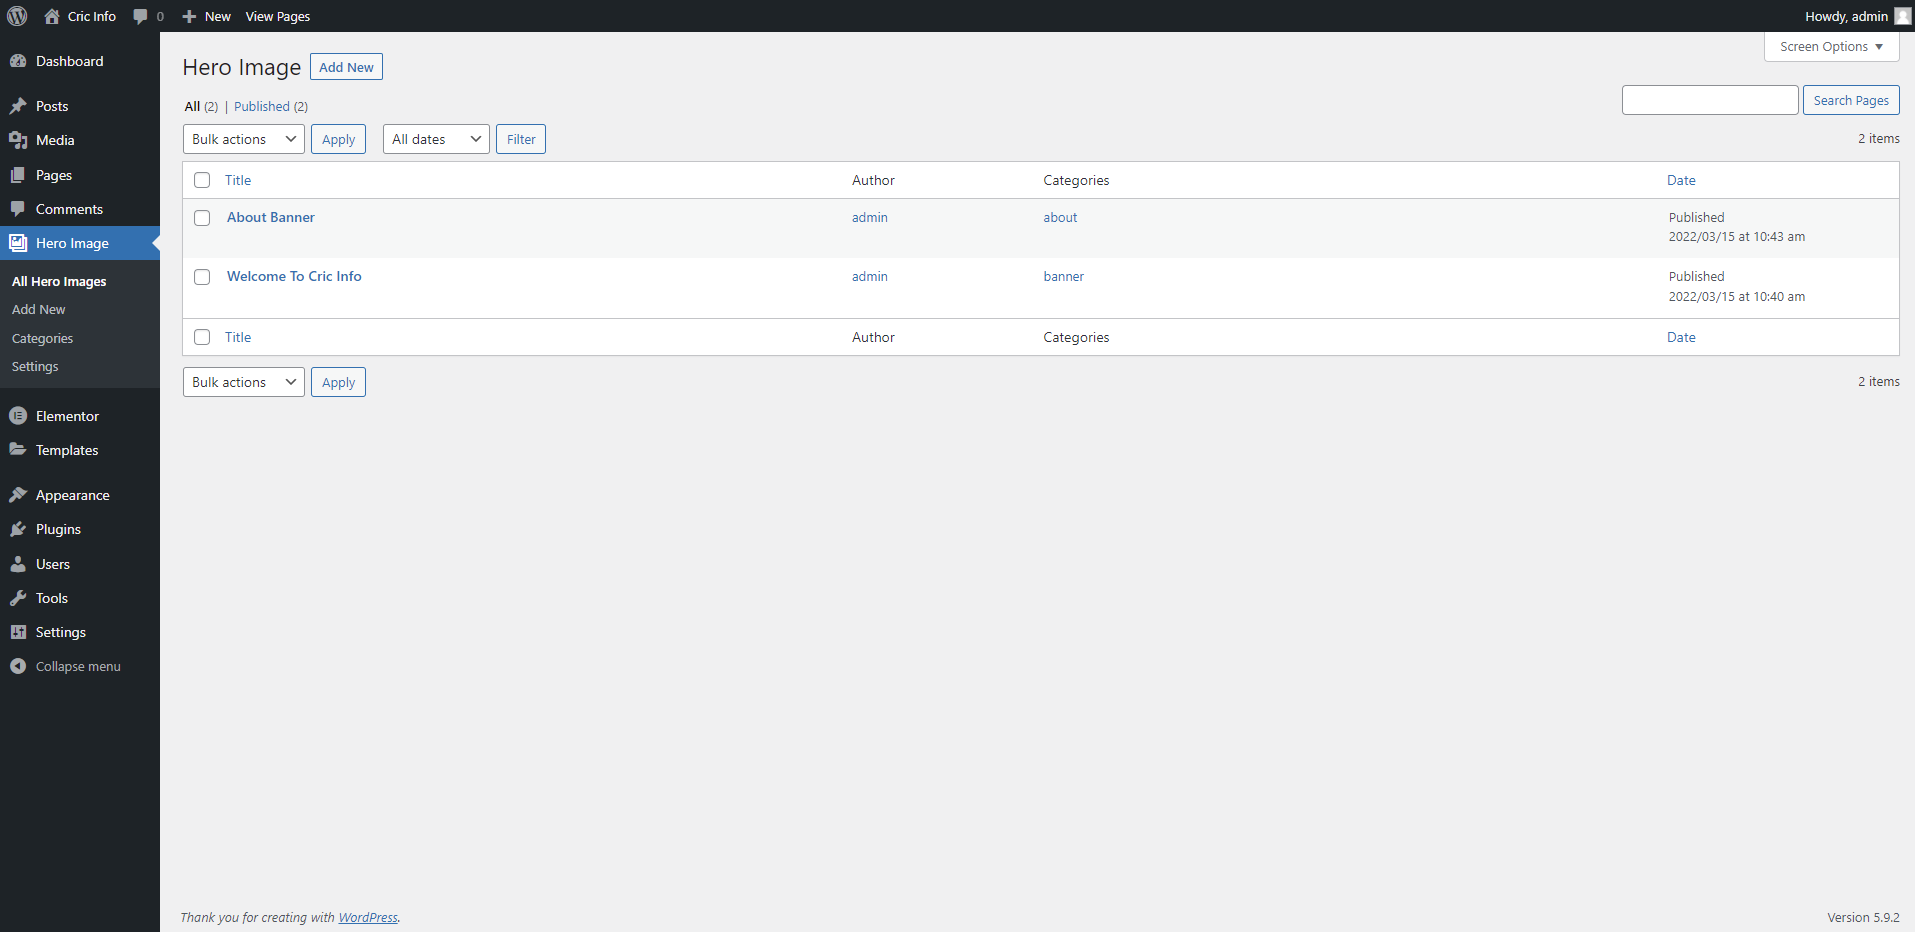 Cric Info 0 New View Pages Howdy, admin
Screen Options
Dashboard
Posts
Media
Pages
Comments
Hero Image
All Hero Images
Add New
Categories
Settings
Elementor
Templates
Appearance
Plugins
Users
Tools
Settings
Collapse menu
Hero Image Add New
All (2) | Published (2)
Search Pages
Bulk actions Apply All dates Filter 2 items
Title Author Categories Date
About Banner admin about Published
2022/03/15 at 10:43 am
Welcome To Cric Info admin banner Published
2022/03/15 at 10:40 am
Title Author Categories Date
Bulk actions Apply 2 items
Thank you for creating with WordPress. Version 5.9.2